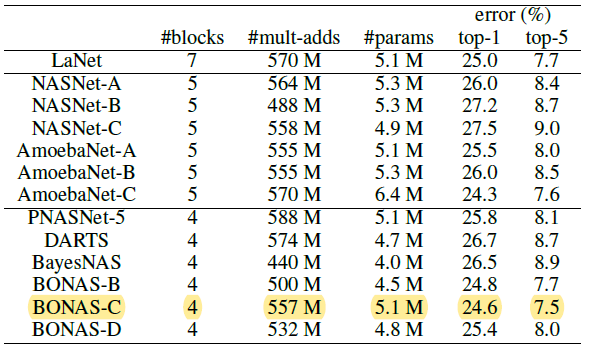 error (%)
#blocks #mult-adds #params top-1 top-5
LaNet 7 570 M 5.1 M 25.0 7.7
NASNet-A 5 564 M 5.3 M 26.0 8.4
NASNet-B 5 488 M 5.3 M 27.2 8.7
NASNet-C 5 558 M 4.9 M 27.5 9.0
AmoebaNet-A 5 555 M 5.1 M 25.5 8.0
AmoebaNet-B 5 555 M 5.3 M 26.0 8.5
AmoebaNet-C 5 570 M 6.4 M 24.3 7.6
PNASNet-5 4 588 M 5.1 M 25.8 8.1
DARTS 4 574 M 4.7 M 26.7 8.7
BayesNAS 4 440 M 4.0 M 26.5 8.9
BONAS-B 4 500 M 4.5 M 24.8 7.7
BONAS-C 4 557 M 5.1 M 24.6 7.5
BONAS-D 4 532 M 4.8 M 25.4 8.0